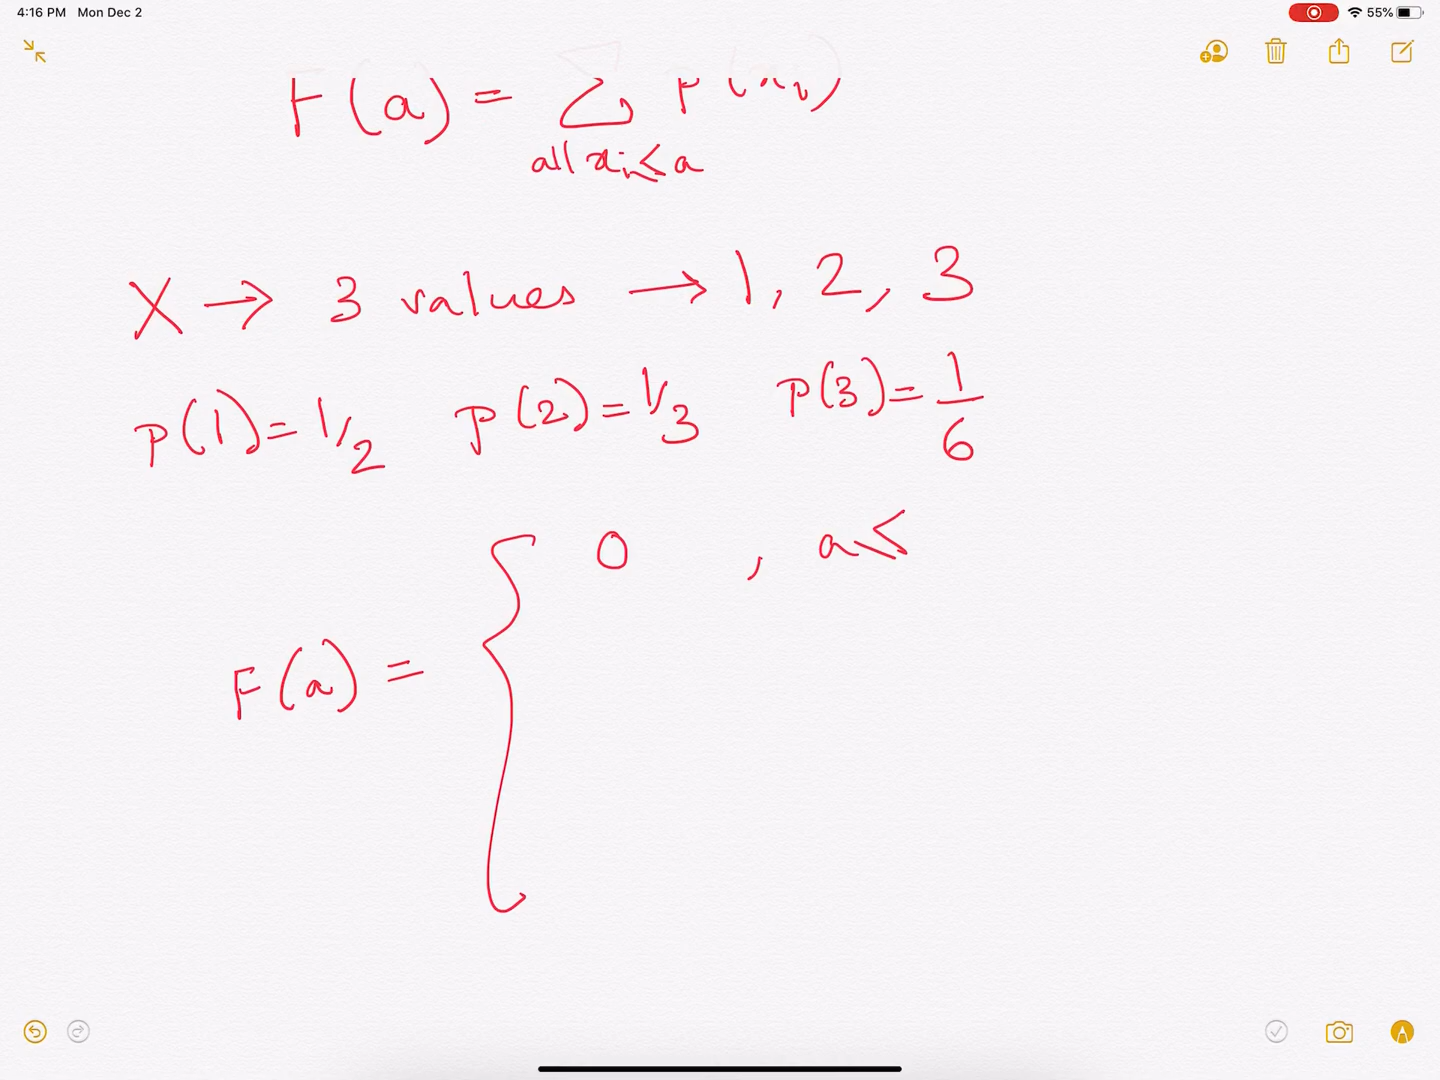 4:16 PM Mon Dec 2 55%
F(a) = ∑ p(xᵢ)
all xᵢ ≤ a
X → 3 values → 1, 2, 3
p(1) = 1/2 p(2) = 1/3 p(3) = 1/6
F(a) = { 0 , a <